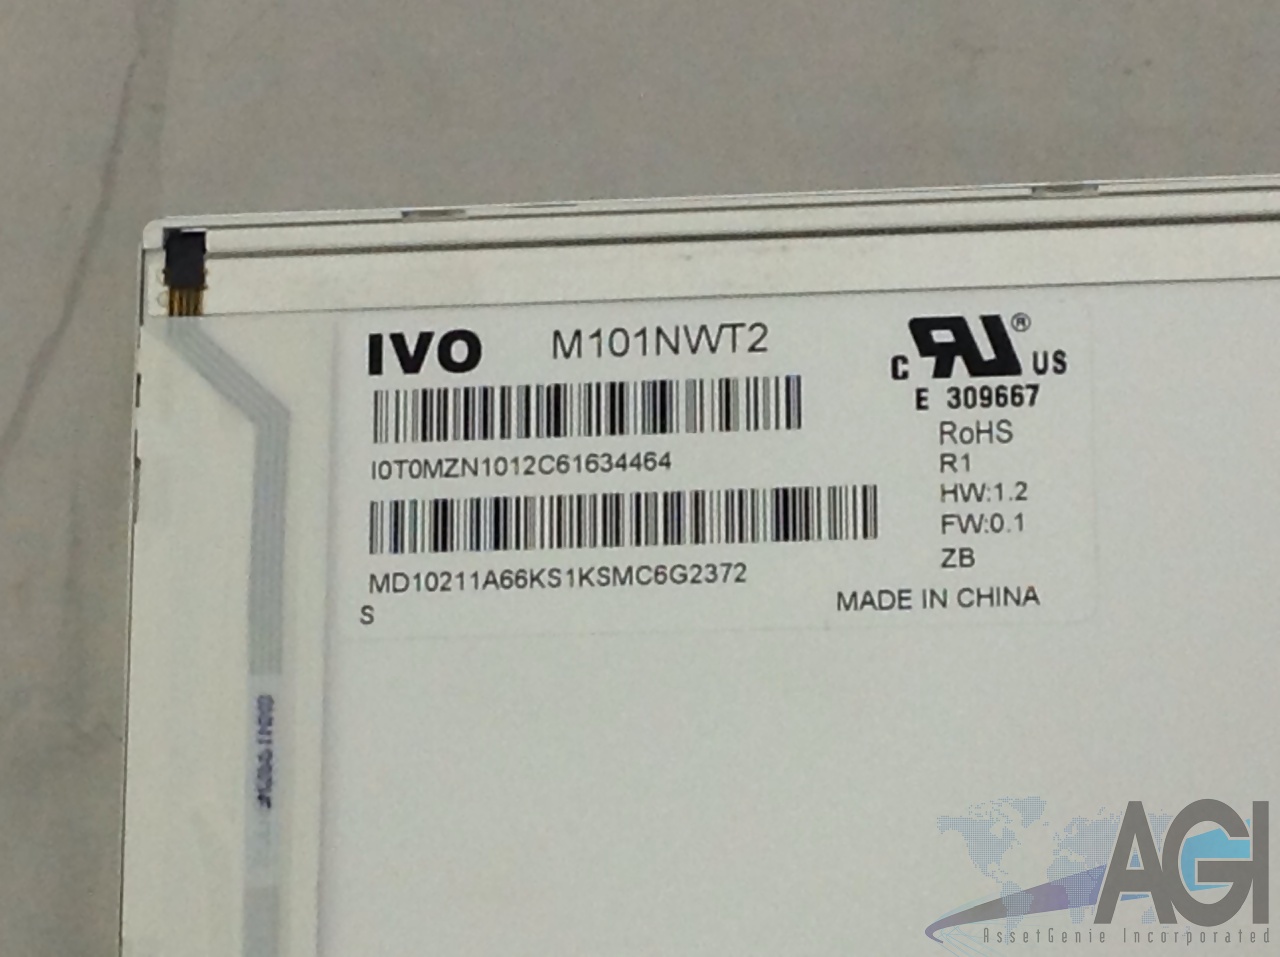 IVO M101NWT2
I0T0MZN1012C61634464
MD10211A66KS1KSMC6G2372
S
C RU® US
E 309667
RoHS
R1
HW:1.2
FW:0.1
ZB
MADE IN CHINA
AGI
AssetGenie Incorporated